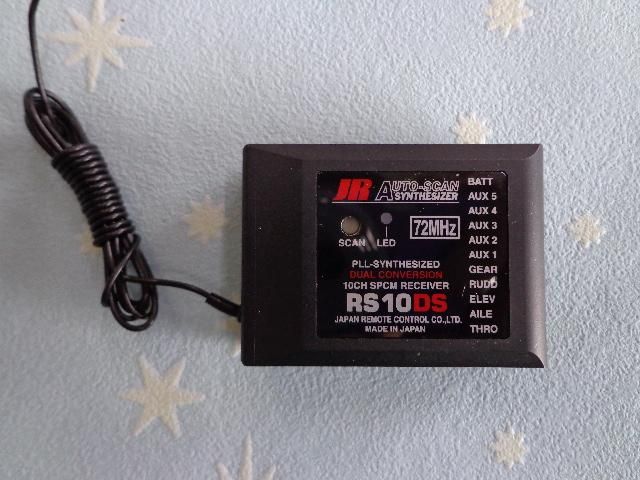 JR AUTO-SCAN
SYNTHESIZER
72MHz
SCAN LED
PLL-SYNTHESIZED
DUAL CONVERSION
10CH SPCM RECEIVER
RS10DS
JAPAN REMOTE CONTROL CO.,LTD.
MADE IN JAPAN
BATT
AUX 5
AUX 4
AUX 3
AUX 2
AUX 1
GEAR
RUDD
ELEV
AILE
THRO